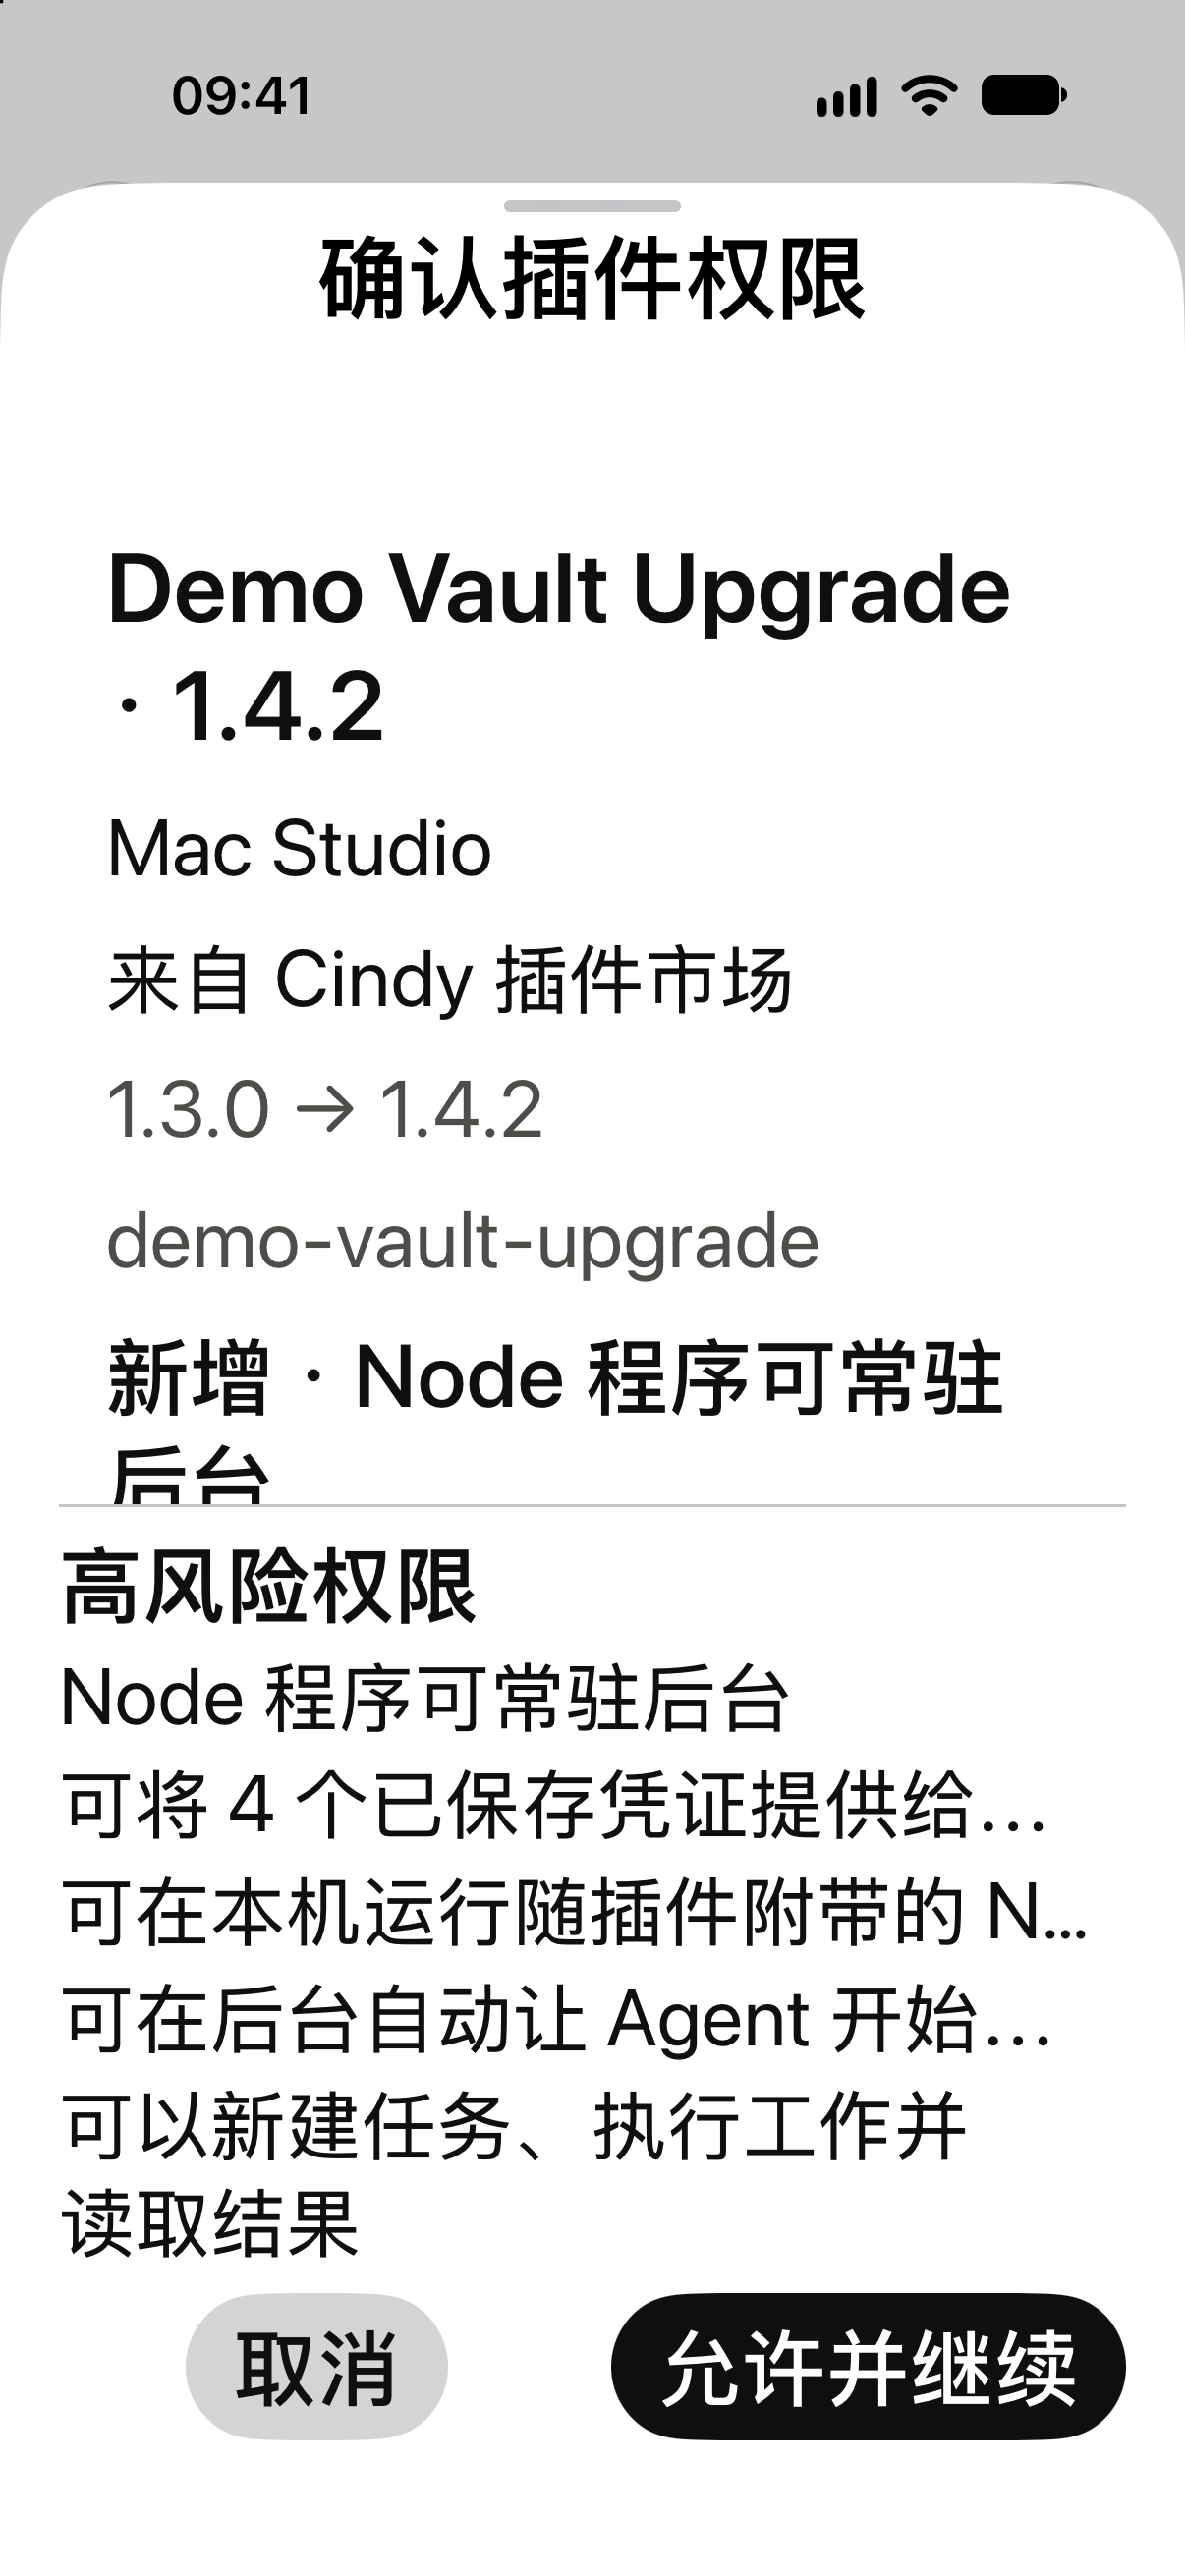 09:41
确认插件权限
Demo Vault Upgrade
· 1.4.2
Mac Studio
来自 Cindy 插件市场
1.3.0 → 1.4.2
demo-vault-upgrade
新增 · Node 程序可常驻
后台
高风险权限
Node 程序可常驻后台
可将 4 个已保存凭证提供给…
可在本机运行随插件附带的 N…
可在后台自动让 Agent 开始…
可以新建任务、执行工作并
读取结果
取消
允许并继续